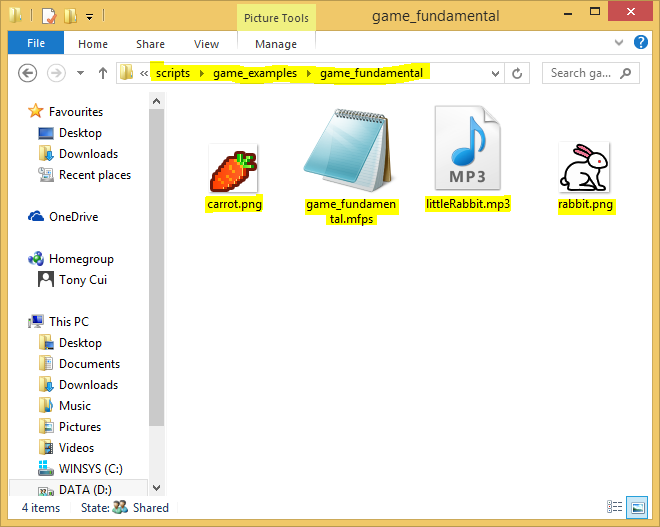 Picture Tools
game_fundamental
File
Home
Share
View
Manage
« scripts
game_examples
game_fundamental
Search ga...
Favourites
Desktop
Downloads
Recent places
OneDrive
Homegroup
Tony Cui
This PC
Desktop
Documents
Downloads
Music
Pictures
Videos
WINSYS (C:)
DATA (D:)
carrot.png
game_fundamen
tal.mfps
MP3
littleRabbit.mp3
rabbit.png
4 items
State:
Shared